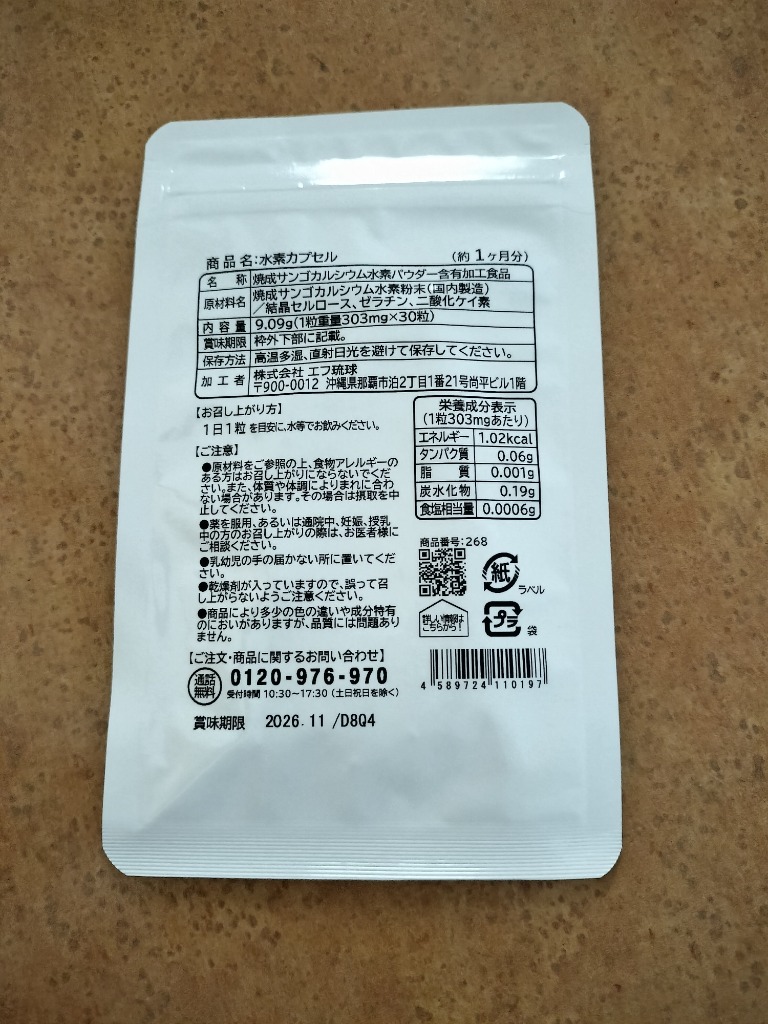 商品名:水素カプセル (約1ヶ月分)
名称 焼成サンゴカルシウム水素パウダー含有加工食品
原材料名 焼成サンゴカルシウム水素粉末(国内製造)
/結晶セルロース、ゼラチン、二酸化ケイ素
内容量 9.09g(1粒重量303mg×30粒)
賞味期限 枠外下部に記載。
保存方法 高温多湿、直射日光を避けて保存してください。
加工者 株式会社 エフ琉球
〒900-0012 沖縄県那覇市泊2丁目1番21号尚平ビル1階
【お召し上がり方】
1日1粒を目安に、水等でお飲みください。
【ご注意】
●原材料をご参照の上、食物アレルギーの
ある方はお召し上がりにならないでくだ
さい。また、体質や体調によりまれに合わ
ない場合があります。その場合は摂取を中
止してください。
●薬を服用、あるいは通院中、妊娠、授乳
中の方のお召し上がりの際は、お医者様に
ご相談ください。
●乳幼児の手の届かない所に置いてくだ
さい。
●乾燥剤が入っていますので、誤って召
し上がらないようご注意ください。
●商品により多少の色の違いや成分特有
のにおいがありますが、品質には問題あり
ません。
栄養成分表示
(1粒303mgあたり)
エネルギー 1.02kcal
タンパク質 0.06g
脂質 0.001g
炭水化物 0.19g
食塩相当量 0.0006g
商品番号:268
詳しい情報は
こちらから!
紙
ラベル
プラ
袋
4 589724 110197
【ご注文・商品に関するお問い合わせ】
通話
無料
0120-976-970
受付時間 10:30~17:30 (土日祝日を除く)
賞味期限 2026.11 /D8Q4